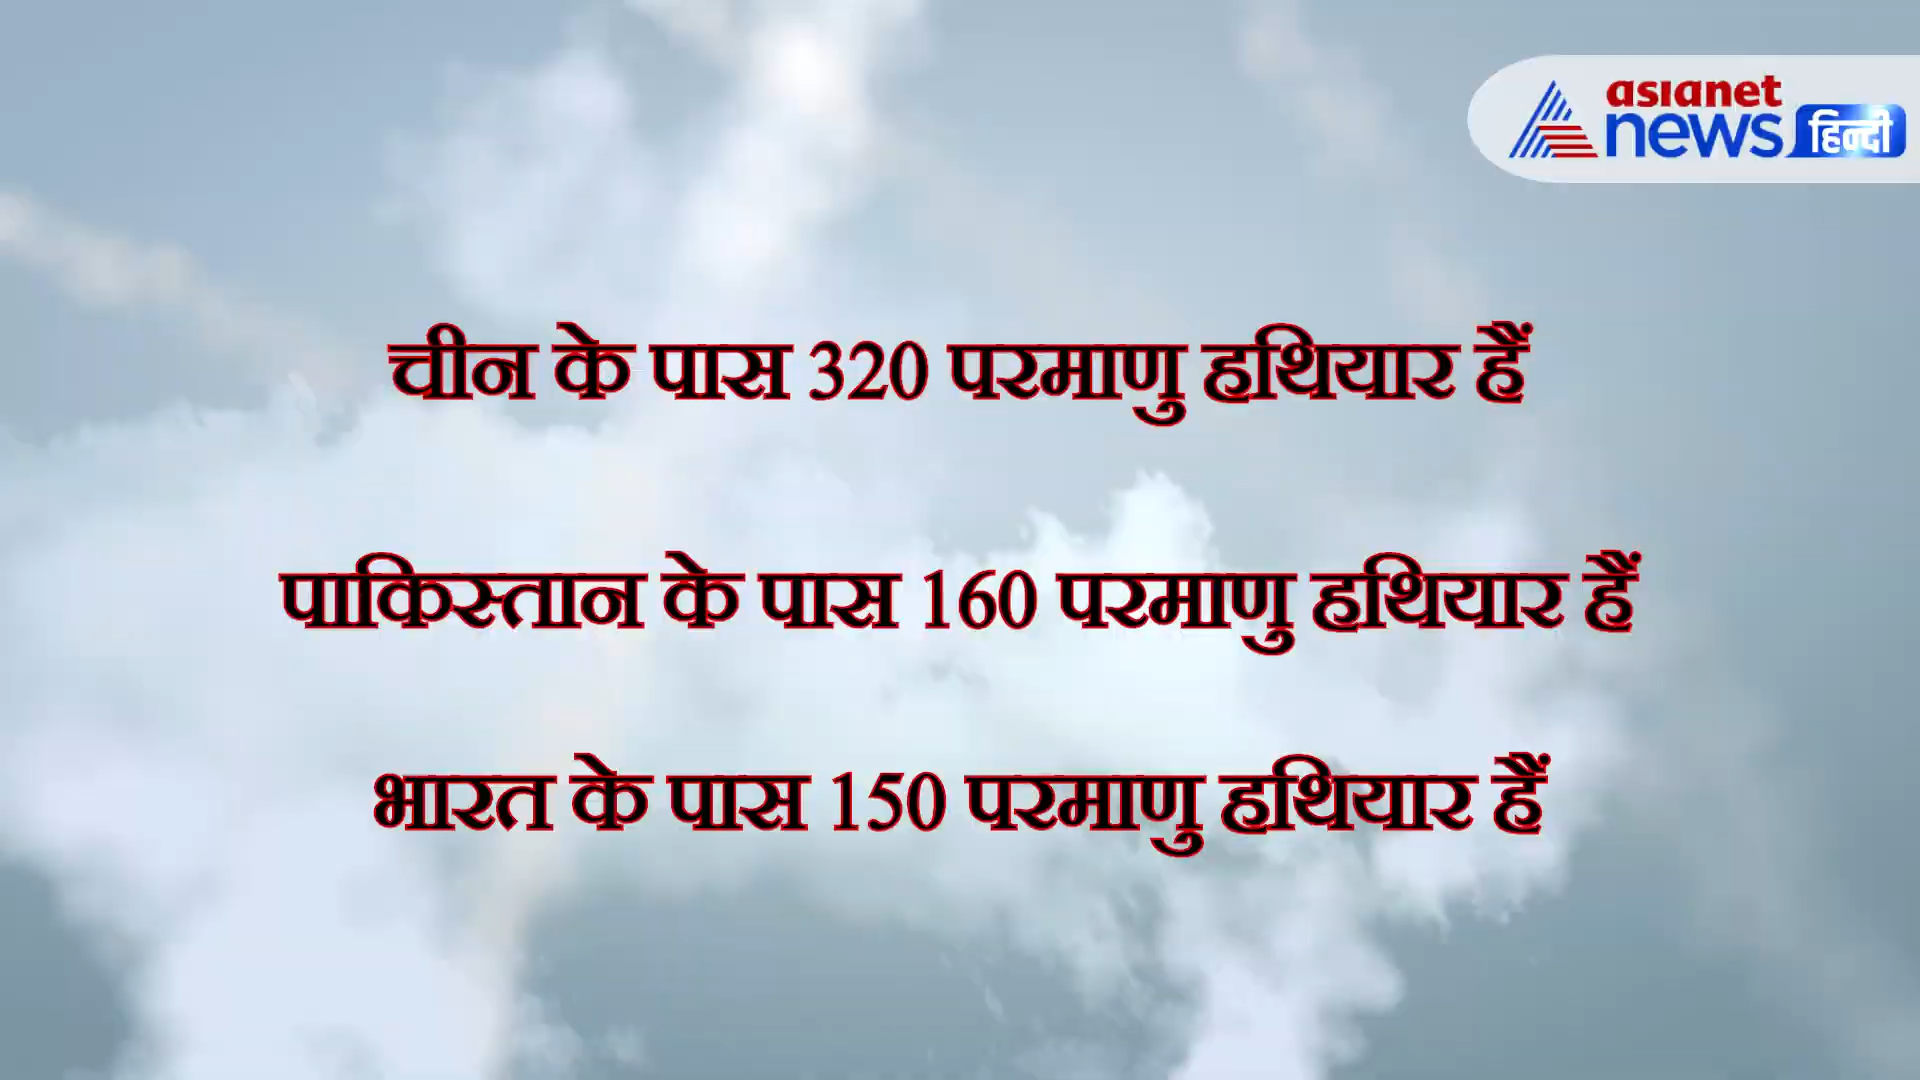 asianet
news हिन्दी
चीन के पास 320 परमाणु हथियार हैं
पाकिस्तान के पास 160 परमाणु हथियार हैं
भारत के पास 150 परमाणु हथियार हैं